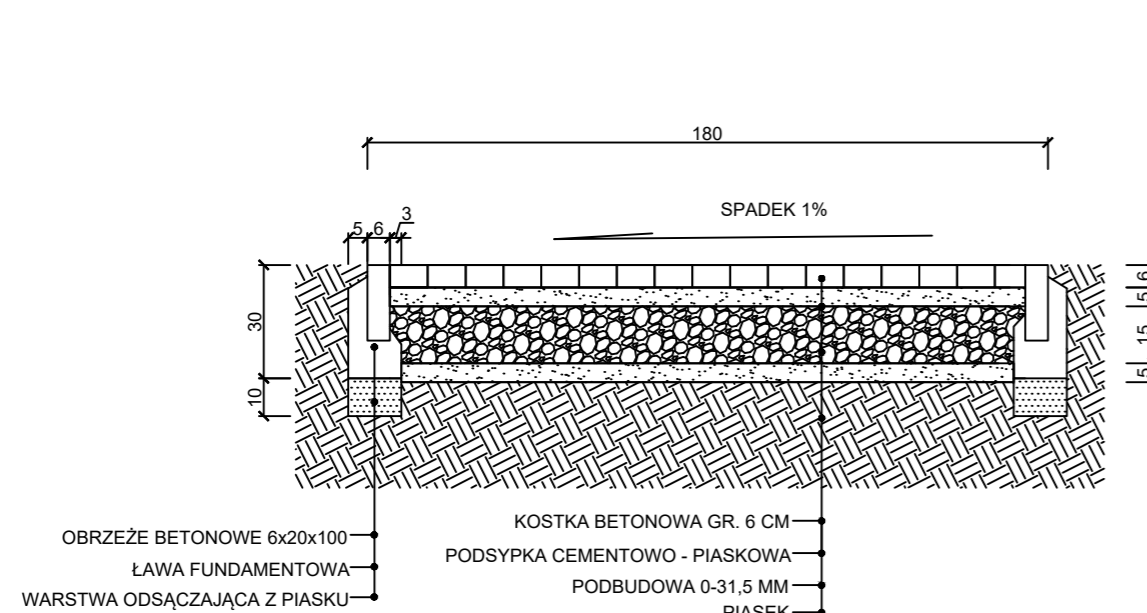 180
SPADEK 1%
5 6 3
30
10
6
5
15
5
OBRZEŻE BETONOWE 6x20x100
ŁAWA FUNDAMENTOWA
WARSTWA ODSĄCZAJĄCA Z PIASKU
KOSTKA BETONOWA GR. 6 CM
PODSYPKA CEMENTOWO - PIASKOWA
PODBUDOWA 0-31,5 MM
PIASEK